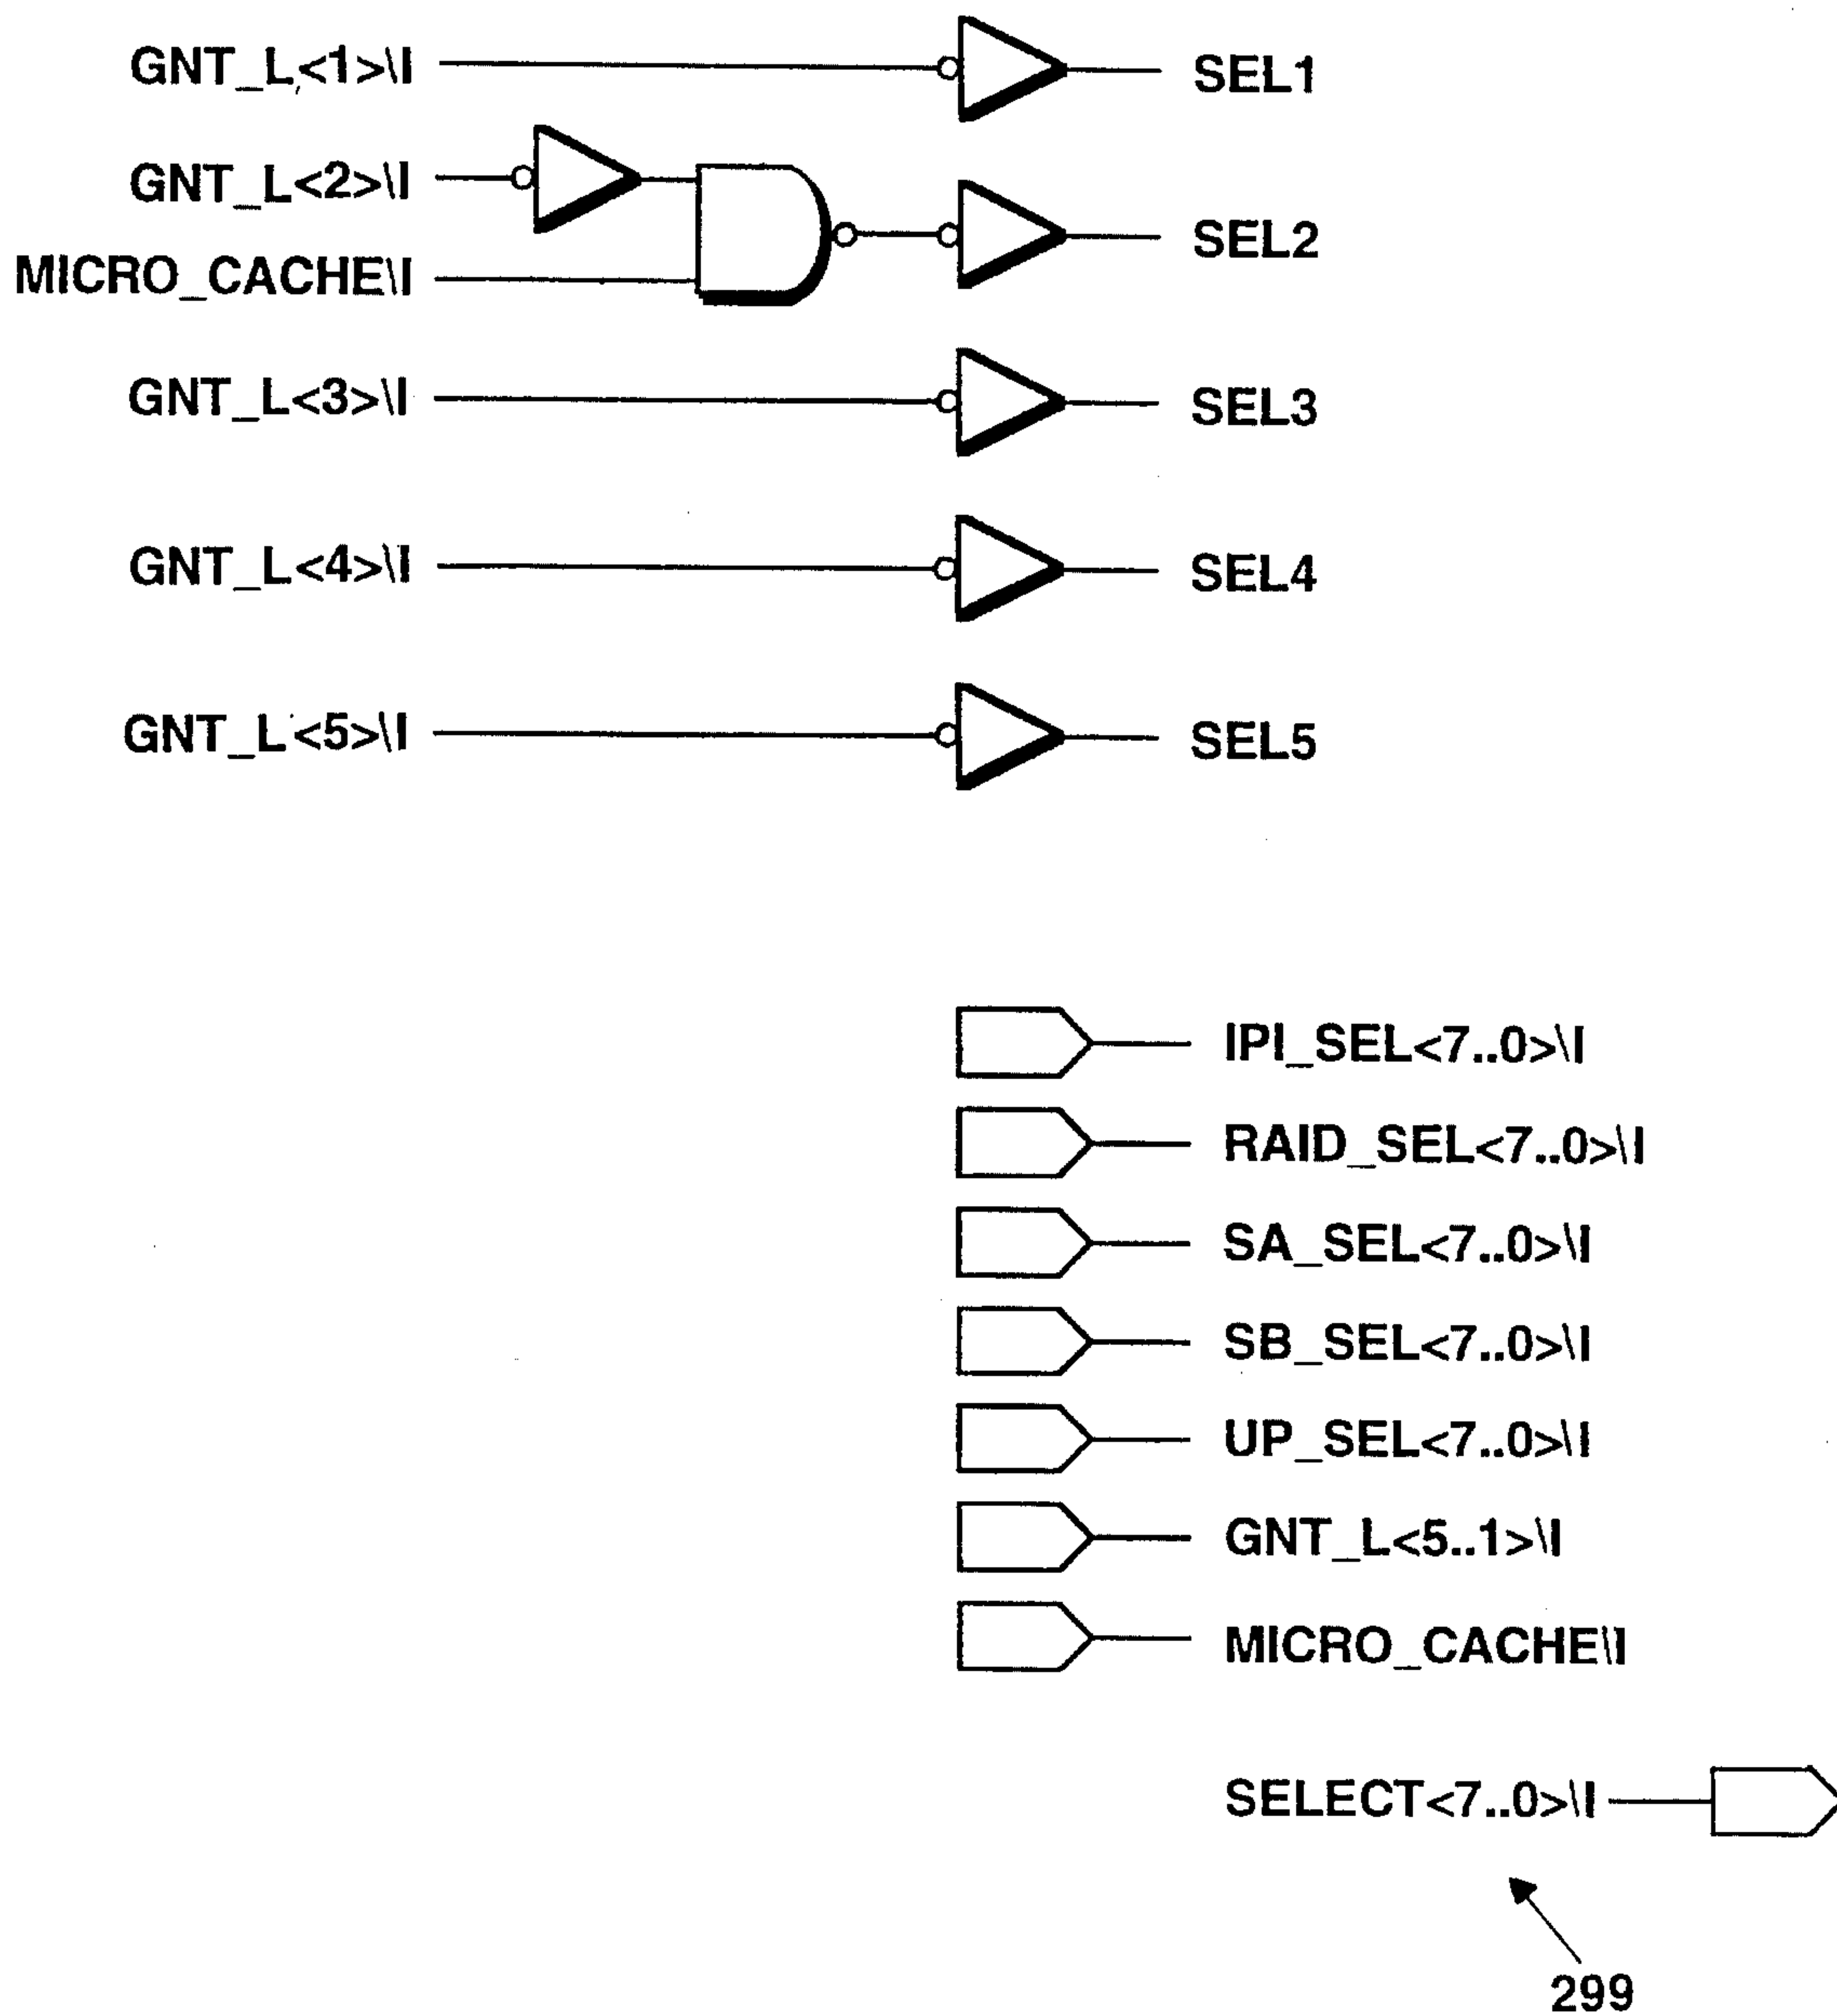 GNT_L<1>\I SEL1
GNT_L<2>\I
MICRO_CACHE\I SEL2
GNT_L<3>\I SEL3
GNT_L<4>\I SEL4
GNT_L<5>\I SEL5
IPI_SEL<7..0>\I
RAID_SEL<7..0>\I
SA_SEL<7..0>\I
SB_SEL<7..0>\I
UP_SEL<7..0>\I
GNT_L<5..1>\I
MICRO_CACHE\I
SELECT<7..0>\I
299